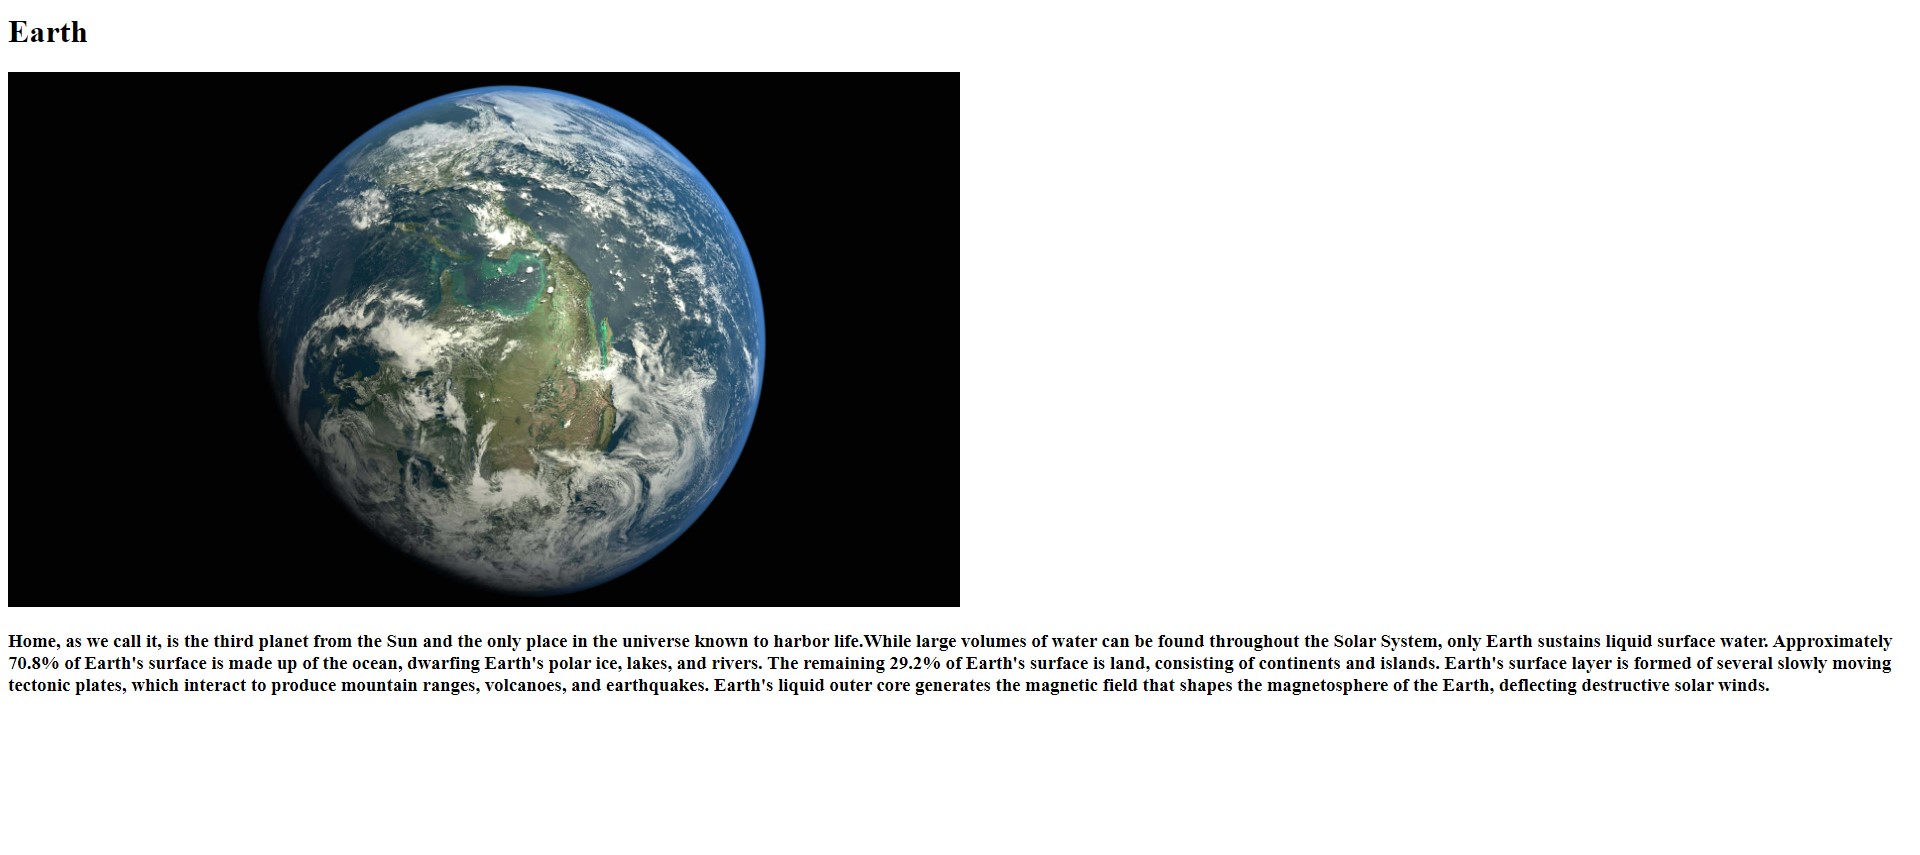 Earth
Home, as we call it, is the third planet from the Sun and the only place in the universe known to harbor life.While large volumes of water can be found throughout the Solar System, only Earth sustains liquid surface water. Approximately
70.8% of Earth's surface is made up of the ocean, dwarfing Earth's polar ice, lakes, and rivers. The remaining 29.2% of Earth's surface is land, consisting of continents and islands. Earth's surface layer is formed of several slowly moving
tectonic plates, which interact to produce mountain ranges, volcanoes, and earthquakes. Earth's liquid outer core generates the magnetic field that shapes the magnetosphere of the Earth, deflecting destructive solar winds.